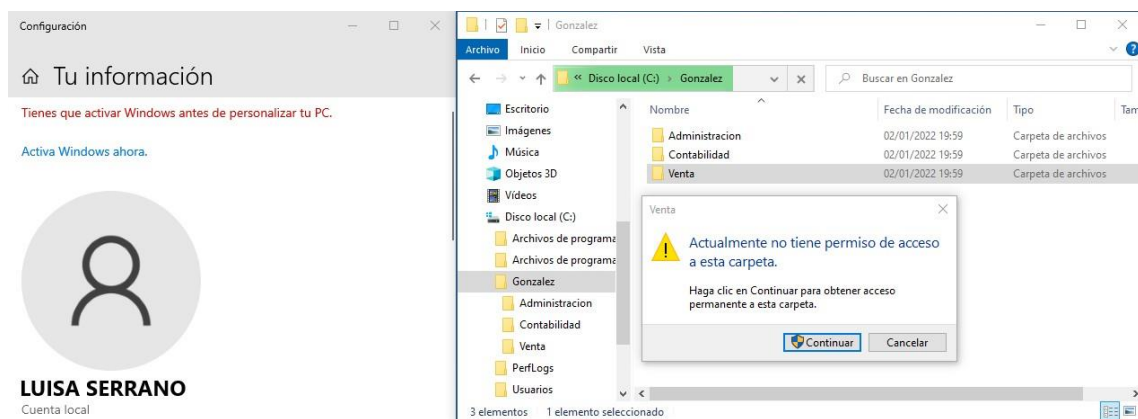 Configuración
Tu información
Tienes que activar Windows antes de personalizar tu PC.
Activa Windows ahora.
LUISA SERRANO
Cuenta local
Gonzalez
Archivo Inicio Compartir Vista
« Disco local (C:) > Gonzalez
Buscar en Gonzalez
Escritorio
Imágenes
Música
Objetos 3D
Vídeos
Disco local (C:)
Archivos de programa
Archivos de programa
Gonzalez
Administracion
Contabilidad
Venta
PerfLogs
Usuarios
Nombre Fecha de modificación Tipo Tam
Administracion 02/01/2022 19:59 Carpeta de archivos
Contabilidad 02/01/2022 19:59 Carpeta de archivos
Venta 02/01/2022 19:59 Carpeta de archivos
Venta
Actualmente no tiene permiso de acceso
a esta carpeta.
Haga clic en Continuar para obtener acceso
permanente a esta carpeta.
Continuar Cancelar
3 elementos 1 elemento seleccionado